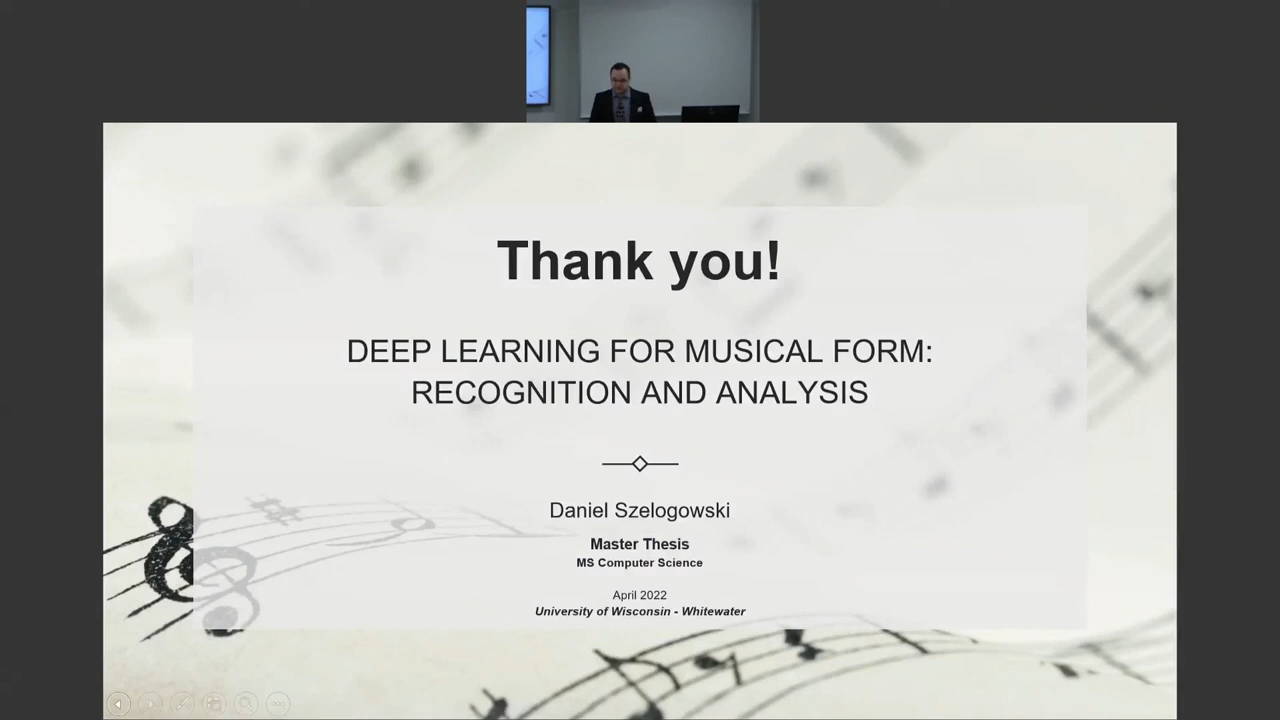 Thank you!
DEEP LEARNING FOR MUSICAL FORM:
RECOGNITION AND ANALYSIS
Daniel Szelogowski
Master Thesis
MS Computer Science
April 2022
University of Wisconsin - Whitewater